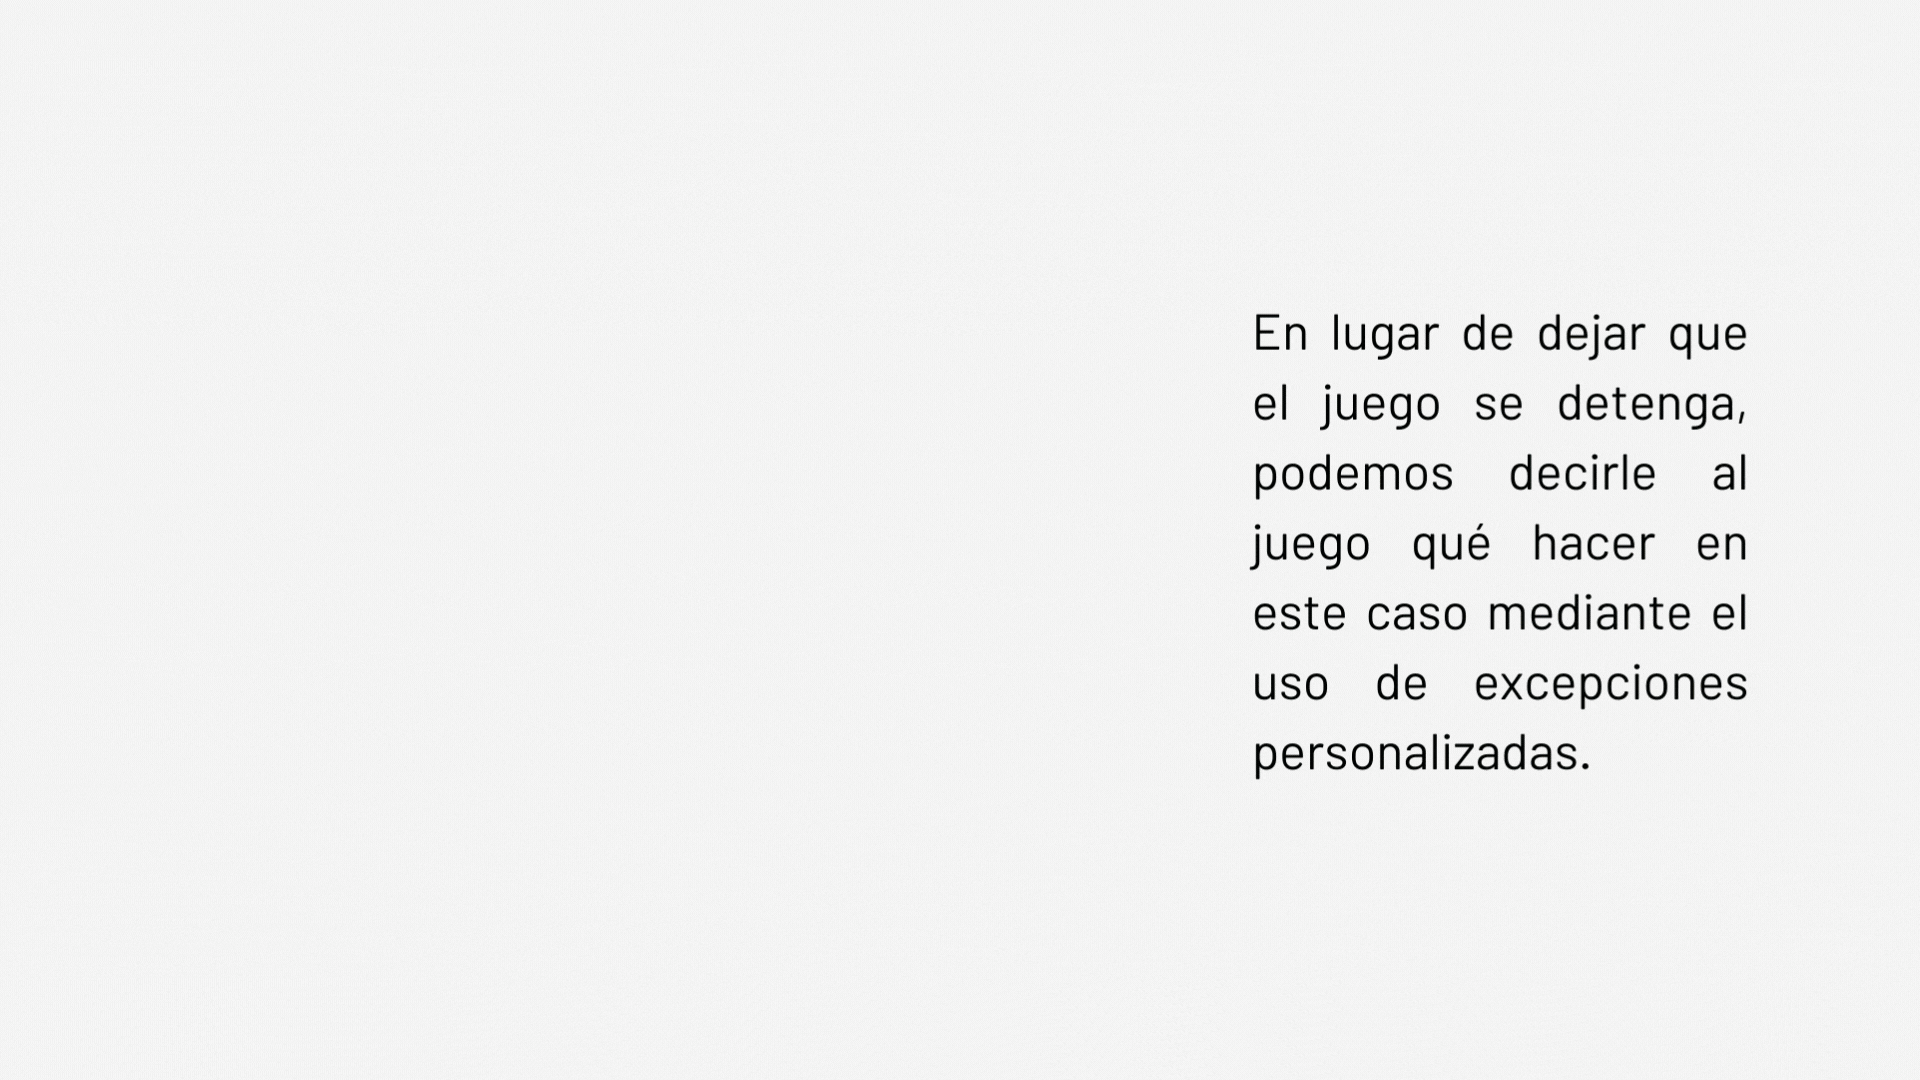 En lugar de dejar que
el juego se detenga,
podemos decirle al
juego qué hacer en
este caso mediante el
uso de excepciones
personalizadas.